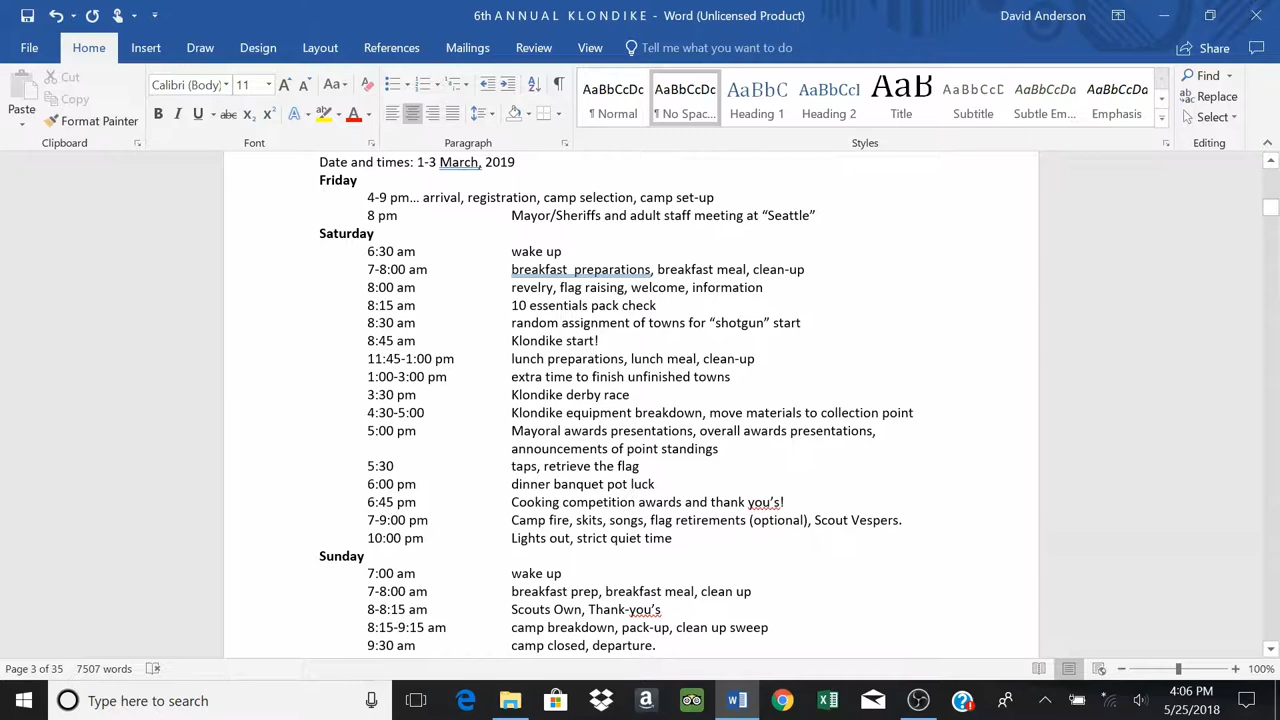 6th A N N U A L  K L O N D I K E  -  Word (Unlicensed Product)
David Anderson
File Home Insert Draw Design Layout References Mailings Review View Tell me what you want to do Share
Paste
Cut
Copy
Format Painter
Calibri (Body) 11
AaBbCcDc AaBbCcDc AaBbC AaBbCcI AaB AaBbCcD AaBbCcDa AaBbCcDa
¶ Normal ¶ No Spac... Heading 1 Heading 2 Title Subtitle Subtle Em... Emphasis
Find
Replace
Select
Clipboard Font Paragraph Styles Editing
Date and times: 1-3 March, 2019
Friday
4-9 pm… arrival, registration, camp selection, camp set-up
8 pm Mayor/Sheriffs and adult staff meeting at “Seattle”
Saturday
6:30 am wake up
7-8:00 am breakfast  preparations, breakfast meal, clean-up
8:00 am revelry, flag raising, welcome, information
8:15 am 10 essentials pack check
8:30 am random assignment of towns for “shotgun” start
8:45 am Klondike start!
11:45-1:00 pm lunch preparations, lunch meal, clean-up
1:00-3:00 pm extra time to finish unfinished towns
3:30 pm Klondike derby race
4:30-5:00 Klondike equipment breakdown, move materials to collection point
5:00 pm Mayoral awards presentations, overall awards presentations,
announcements of point standings
5:30 taps, retrieve the flag
6:00 pm dinner banquet pot luck
6:45 pm Cooking competition awards and thank you’s!
7-9:00 pm Camp fire, skits, songs, flag retirements (optional), Scout Vespers.
10:00 pm Lights out, strict quiet time
Sunday
7:00 am wake up
7-8:00 am breakfast prep, breakfast meal, clean up
8-8:15 am Scouts Own, Thank-you’s
8:15-9:15 am camp breakdown, pack-up, clean up sweep
9:30 am camp closed, departure.
Page 3 of 35 7507 words 100%
Type here to search
4:06 PM
5/25/2018